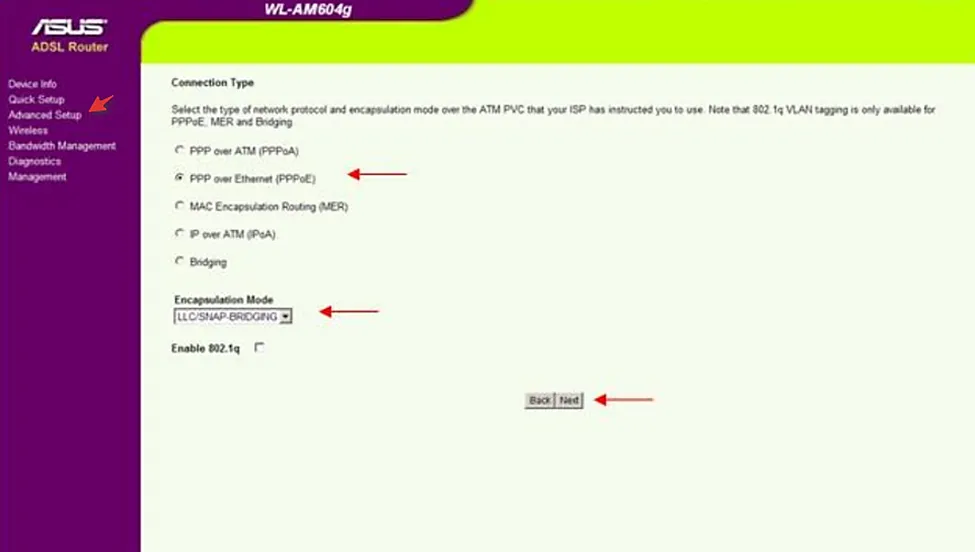 WL-AM604g
ASUS
ADSL Router
Device Info
Quick Setup
Advanced Setup
Wireless
Bandwidth Management
Diagnostics
Management
Connection Type
Select the type of network protocol and encapsulation mode over the ATM PVC that your ISP has instructed you to use. Note that 802.1q VLAN tagging is only available for
PPPoE, MER and Bridging.
PPP over ATM (PPPoA)
PPP over Ethernet (PPPoE)
MAC Encapsulation Routing (MER)
IP over ATM (IPoA)
Bridging
Encapsulation Mode
LLC/SNAP-BRIDGING
Enable 802.1q
Back Next